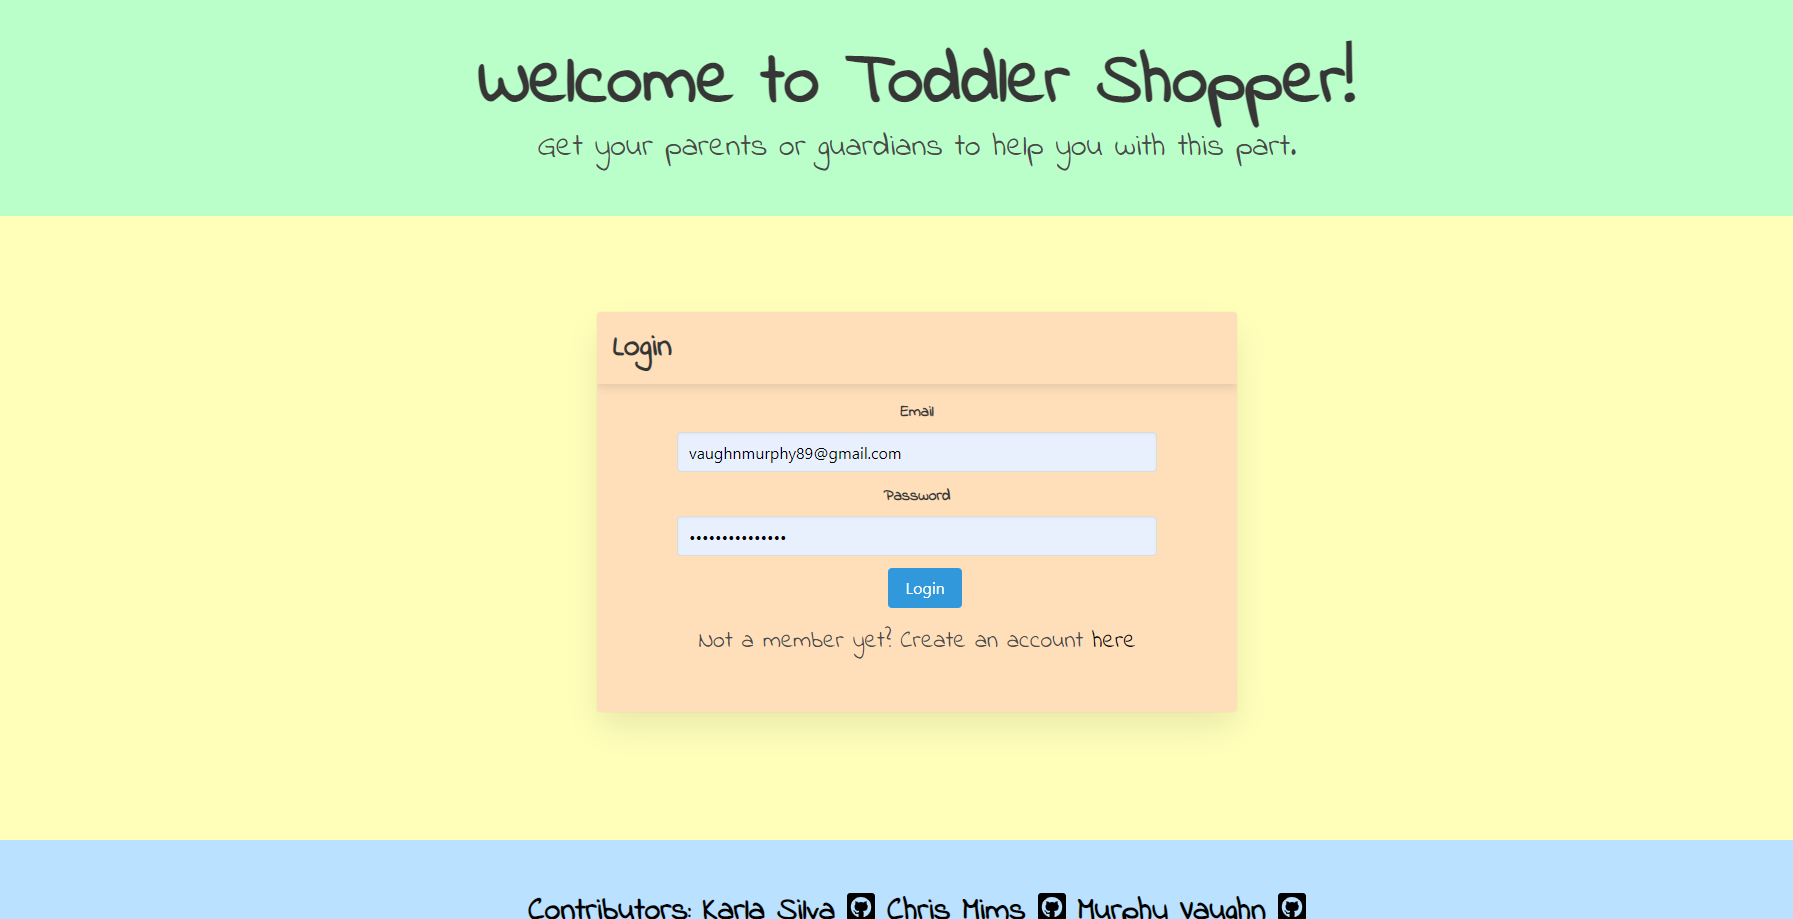 Welcome to Toddler Shopper!
Get your parents or guardians to help you with this part.
Login
Email
vaughnmurphy89@gmail.com
Password
•••••••••••••••
Login
Not a member yet? Create an account here
Contributors: Karla Silva Chris Mims Murphy Vaughn